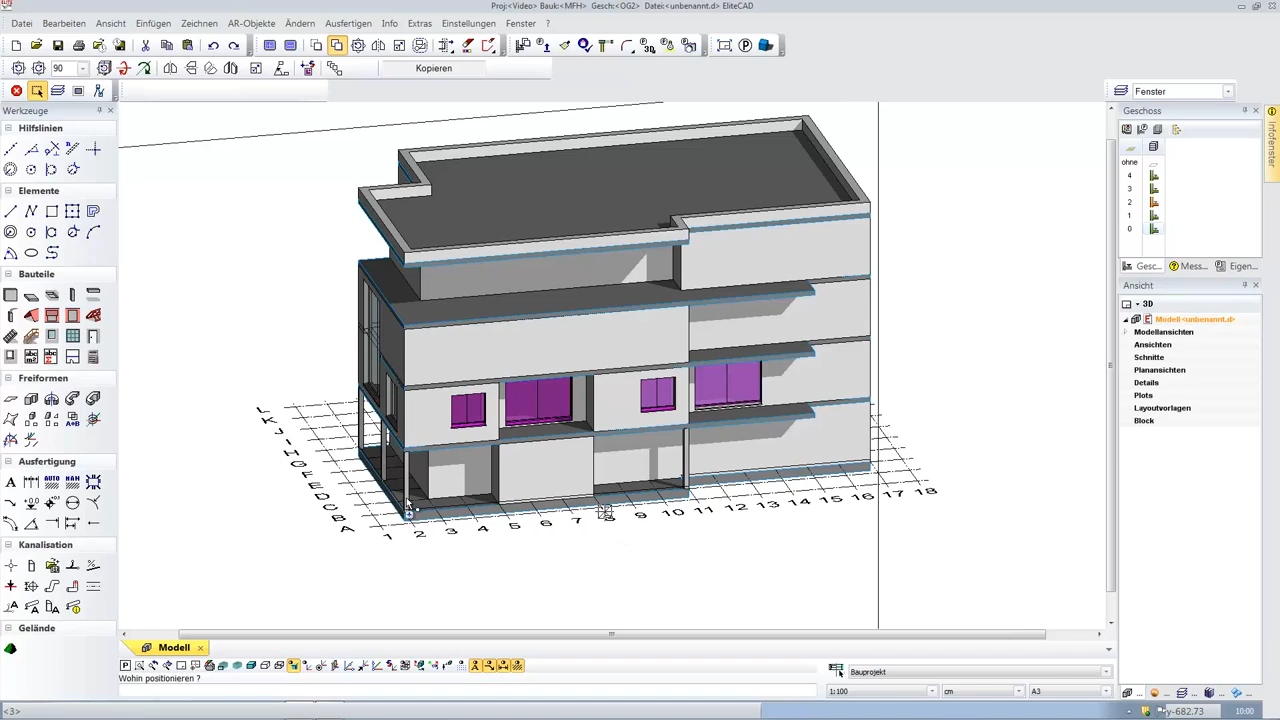 Proj:<Video> Bauk:<MFH> Gesch:<OG2> Datei:<unbenannt.d> EliteCAD
Datei Bearbeiten Ansicht Einfügen Zeichnen AR-Objekte Ändern Ausfertigen Info Extras Einstellungen Fenster ?
90 Kopieren
Fenster
Werkzeuge
Hilfslinien
Elemente
Bauteile
Freiformen
Ausfertigung
AUTO MAN
Kanalisation
Gelände
Geschoss
ohne
4
3
2
1
0
Gesc... Mess... Eigen...
Ansicht
3D
Modell <unbenannt.d>
Modellansichten
Ansichten
Schnitte
Planansichten
Details
Plots
Layoutvorlagen
Block
Infofenster
L K J I H G F E D C B A
1 2 3 4 5 6 7 8 9 10 11 12 13 14 15 16 17 18
Modell
Wohin positionieren ?
Bauprojekt
1:100 cm A3
<3> y-682.73 10:00